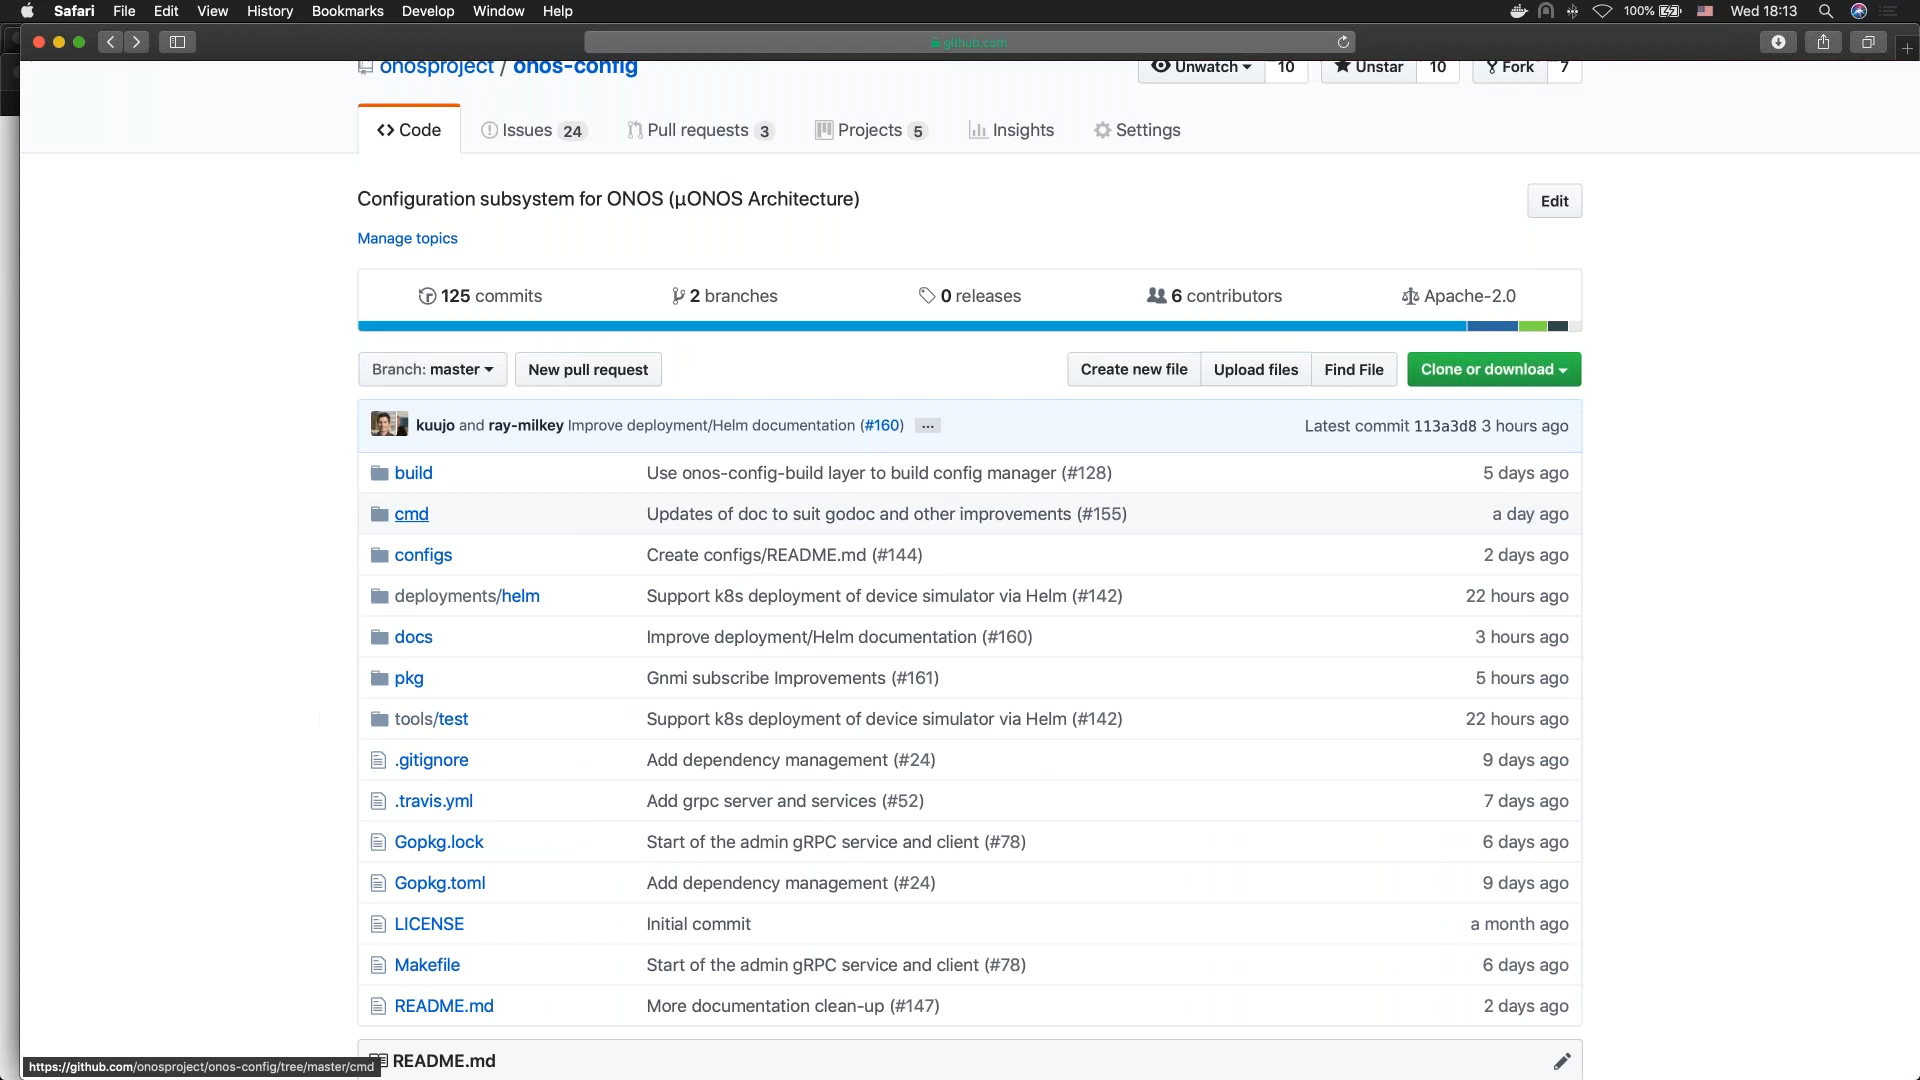 Safari File Edit View History Bookmarks Develop Window Help 100% Wed 18:13
github.com
onosproject / onos-config Unwatch 10 Unstar 10 Fork 7
Code Issues 24 Pull requests 3 Projects 5 Insights Settings
Configuration subsystem for ONOS (µONOS Architecture) Edit
Manage topics
125 commits 2 branches 0 releases 6 contributors Apache-2.0
Branch: master New pull request Create new file Upload files Find File Clone or download
kuujo and ray-milkey Improve deployment/Helm documentation (#160) ... Latest commit 113a3d8 3 hours ago
build Use onos-config-build layer to build config manager (#128) 5 days ago
cmd Updates of doc to suit godoc and other improvements (#155) a day ago
configs Create configs/README.md (#144) 2 days ago
deployments/helm Support k8s deployment of device simulator via Helm (#142) 22 hours ago
docs Improve deployment/Helm documentation (#160) 3 hours ago
pkg Gnmi subscribe Improvements (#161) 5 hours ago
tools/test Support k8s deployment of device simulator via Helm (#142) 22 hours ago
.gitignore Add dependency management (#24) 9 days ago
.travis.yml Add grpc server and services (#52) 7 days ago
Gopkg.lock Start of the admin gRPC service and client (#78) 6 days ago
Gopkg.toml Add dependency management (#24) 9 days ago
LICENSE Initial commit a month ago
Makefile Start of the admin gRPC service and client (#78) 6 days ago
README.md More documentation clean-up (#147) 2 days ago
README.md
https://github.com/onosproject/onos-config/tree/master/cmd